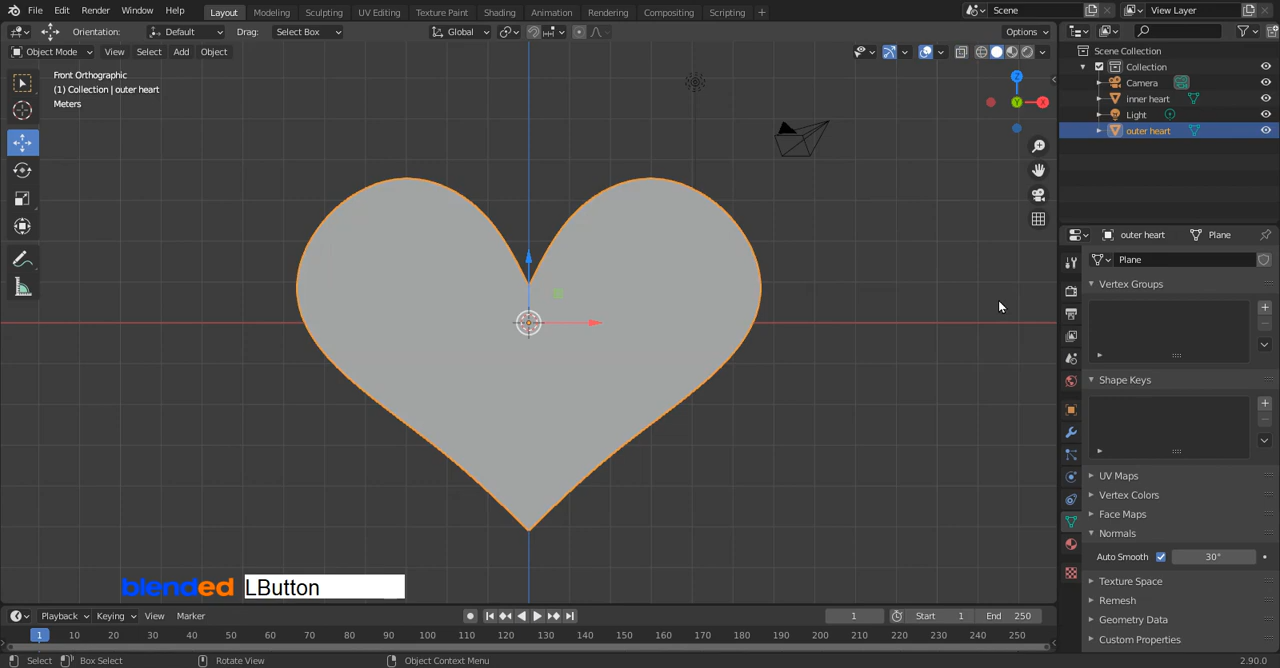 File Edit Render Window Help Layout Modeling Sculpting UV Editing Texture Paint Shading Animation Rendering Compositing Scripting + Scene View Layer
Orientation: Default Drag: Select Box Global Options
Object Mode View Select Add Object
Scene Collection
Collection
Camera
inner heart
Light
outer heart
Front Orthographic
(1) Collection | outer heart
Meters
Z
X
Y
outer heart Plane
Plane
Vertex Groups
Shape Keys
UV Maps
Vertex Colors
Face Maps
Normals
Auto Smooth 30°
Texture Space
Remesh
Geometry Data
Custom Properties
blended LButton
Playback Keying View Marker 1 Start 1 End 250
1 10 20 30 40 50 60 70 80 90 100 110 120 130 140 150 160 170 180 190 200 210 220 230 240 250
Select Box Select Rotate View Object Context Menu 2.90.0